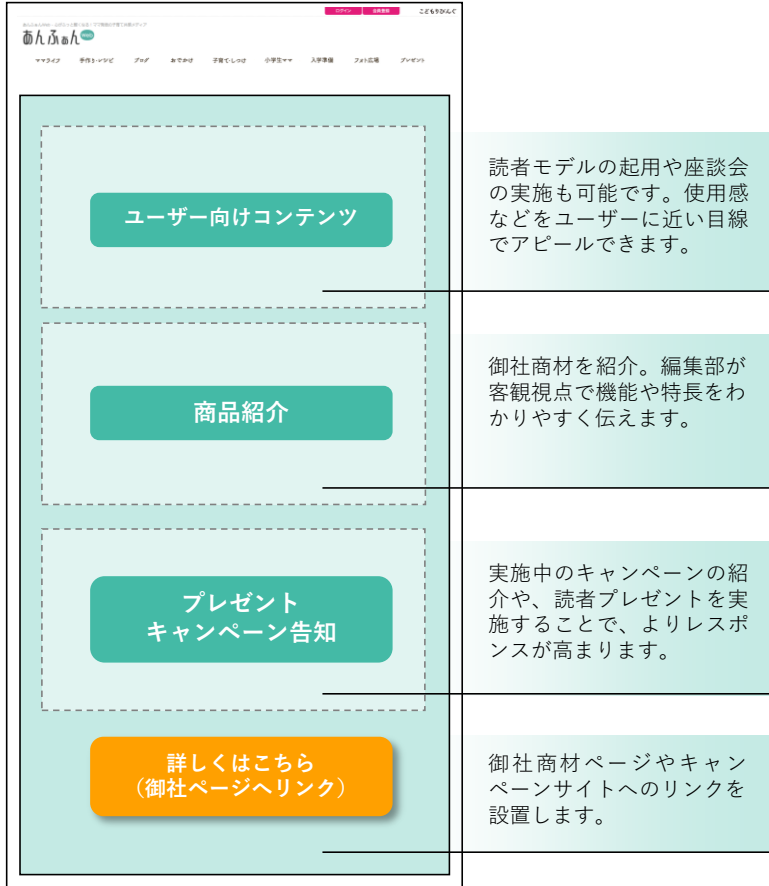 ログイン 会員登録 こどもりびんぐ
あんふぁん
ママライフ 手作り・レシピ ブログ おでかけ 子育て・しつけ 小学生ママ 入学準備 フォト広場 プレゼント
ユーザー向けコンテンツ
読者モデルの起用や座談会
の実施も可能です。使用感
などをユーザーに近い目線
でアピールできます。
商品紹介
御社商材を紹介。編集部が
客観視点で機能や特長をわ
かりやすく伝えます。
プレゼント
キャンペーン告知
実施中のキャンペーンの紹
介や、読者プレゼントを実
施することで、よりレスポ
ンスが高まります。
詳しくはこちら
（御社ページへリンク）
御社商材ページやキャン
ペーンサイトへのリンクを
設置します。